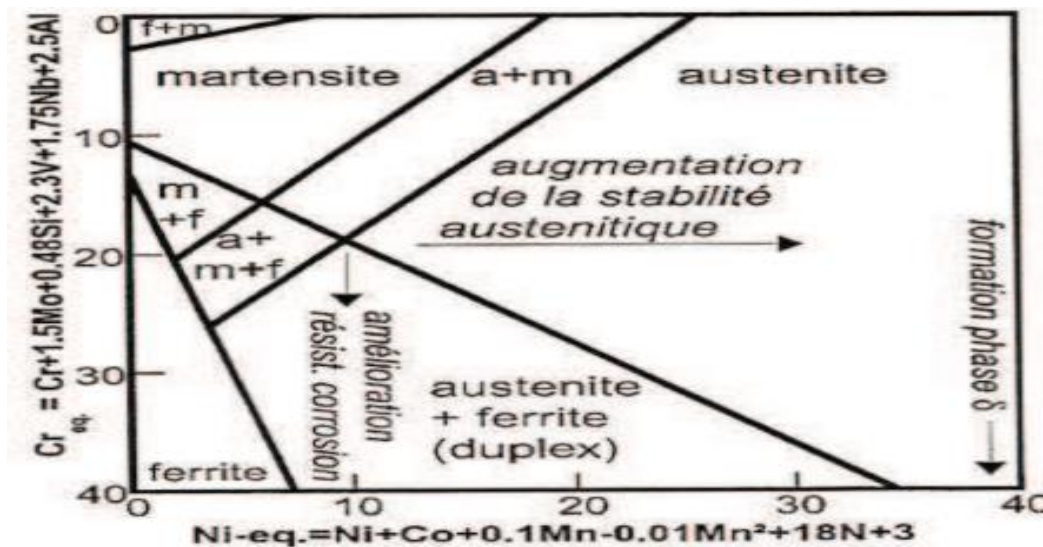 0
f+m
martensite
a+m
austenite
10
m
+f
a+
m+f
20
30
40
ferrite
augmentation
de la stabilité
austenitique
amélioration
résist. corrosion
austenite
+ ferrite
(duplex)
formation phase δ
0
10
20
30
40
Cr eq. = Cr+1.5Mo+0.48Si+2.3V+1.75Nb+2.5Al
Ni-eq.=Ni+Co+0.1Mn-0.01Mn²+18N+3